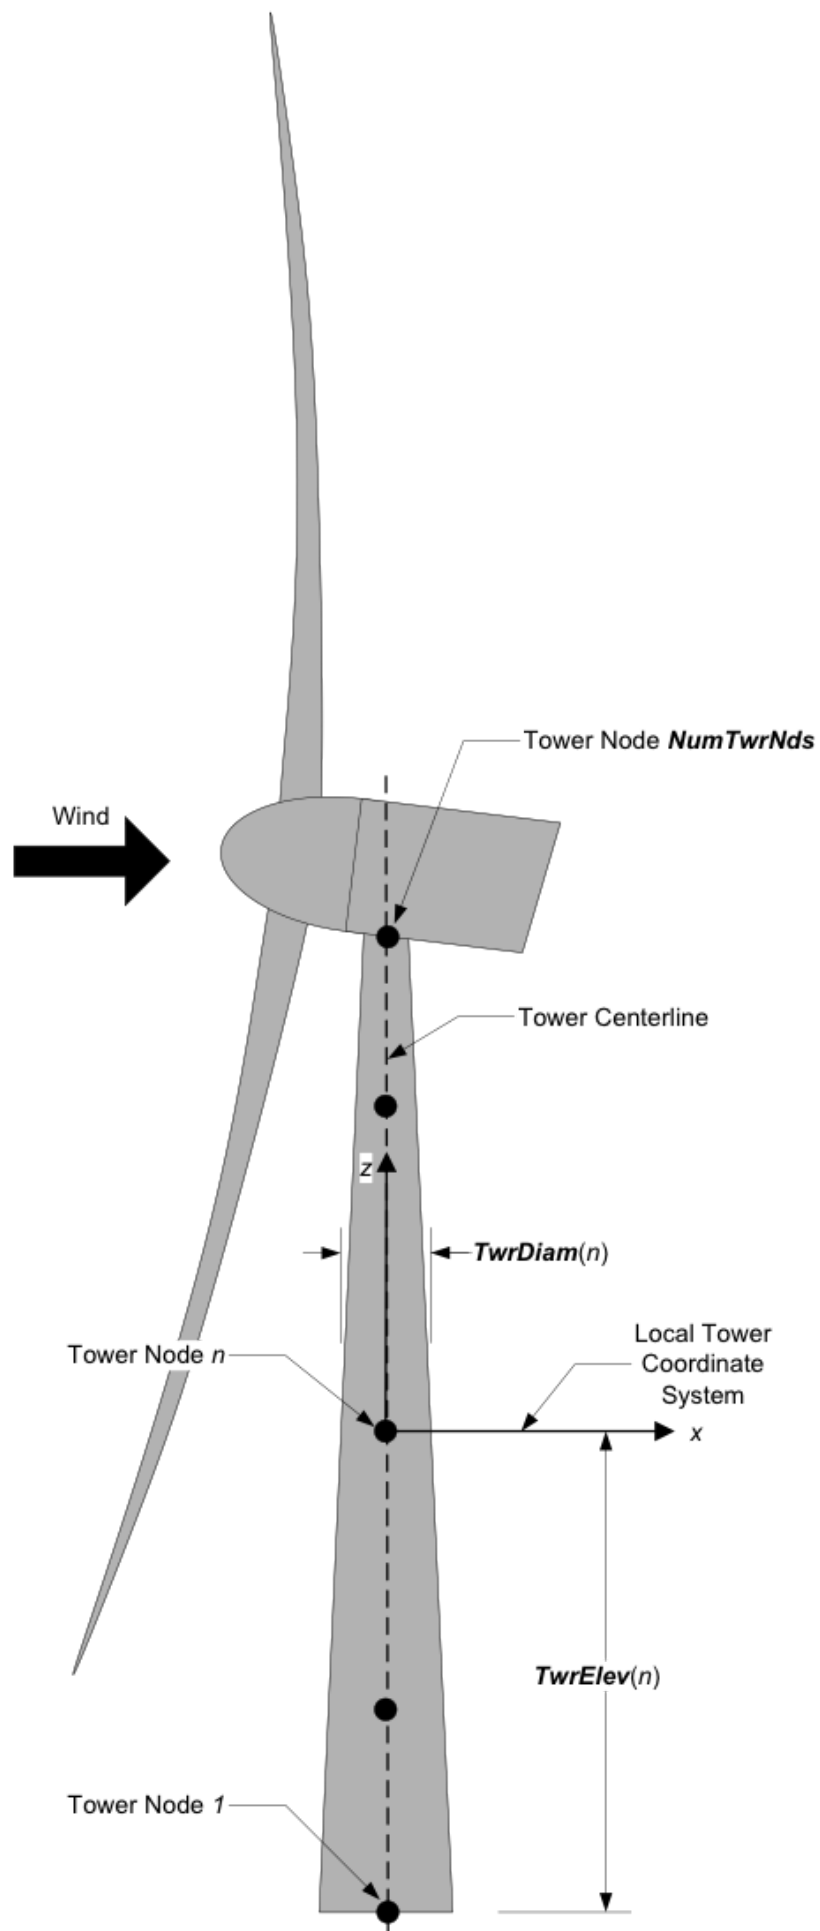 Tower Node NumTwrNds
Wind
Tower Centerline
z
TwrDiam(n)
Local Tower
Coordinate
System
Tower Node n
x
TwrElev(n)
Tower Node 1